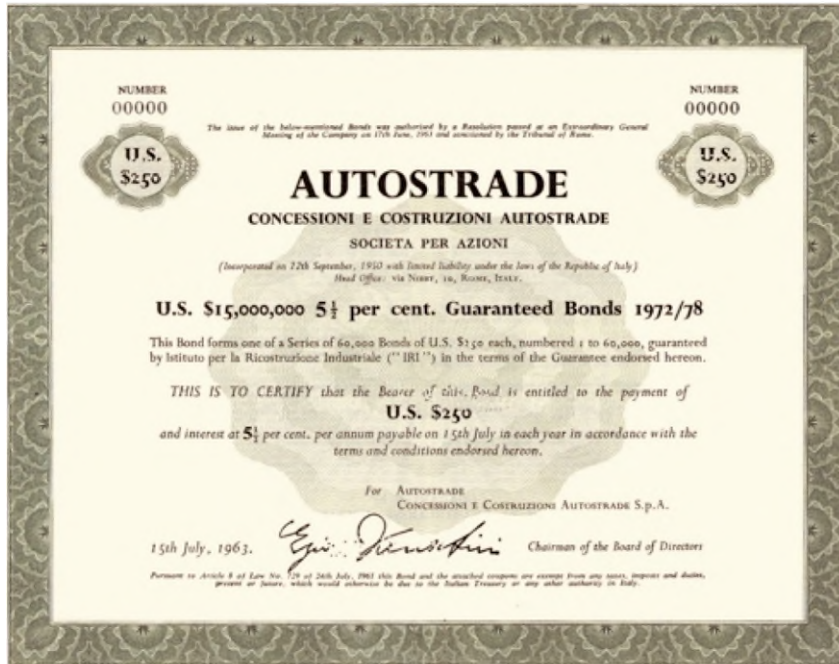 NUMBER
00000
NUMBER
00000
U.S.
$250
U.S.
$250
The issue of the below-mentioned Bonds was authorised by a Resolution passed at an Extraordinary General
Meeting of the Company on 17th June, 1963 and sanctioned by the Tribunal of Rome.
AUTOSTRADE
CONCESSIONI E COSTRUZIONI AUTOSTRADE
SOCIETA PER AZIONI
(Incorporated on 22th September, 1950 with limited liability under the laws of the Republic of Italy)
Head Office: via Nibby, 10, Rome, Italy.
U.S. $15,000,000 5½ per cent. Guaranteed Bonds 1972/78
This Bond forms one of a Series of 60,000 Bonds of U.S. $250 each, numbered 1 to 60,000, guaranteed
by Istituto per la Ricostruzione Industriale ("IRI") in the terms of the Guarantee endorsed hereon.
THIS IS TO CERTIFY that the Bearer of this Bond is entitled to the payment of
U.S. $250
and interest at 5½ per cent. per annum payable on 15th July in each year in accordance with the
terms and conditions endorsed hereon.
For AUTOSTRADE
CONCESSIONI E COSTRUZIONI AUTOSTRADE S.p.A.
15th July, 1963.
Chairman of the Board of Directors
Pursuant to Article 8 of Law No. 729 of 24th July, 1961 this Bond and the attached coupons are exempt from any taxes, imposts and duties,
present or future, which would otherwise be due to the Italian Treasury or any other authority in Italy.